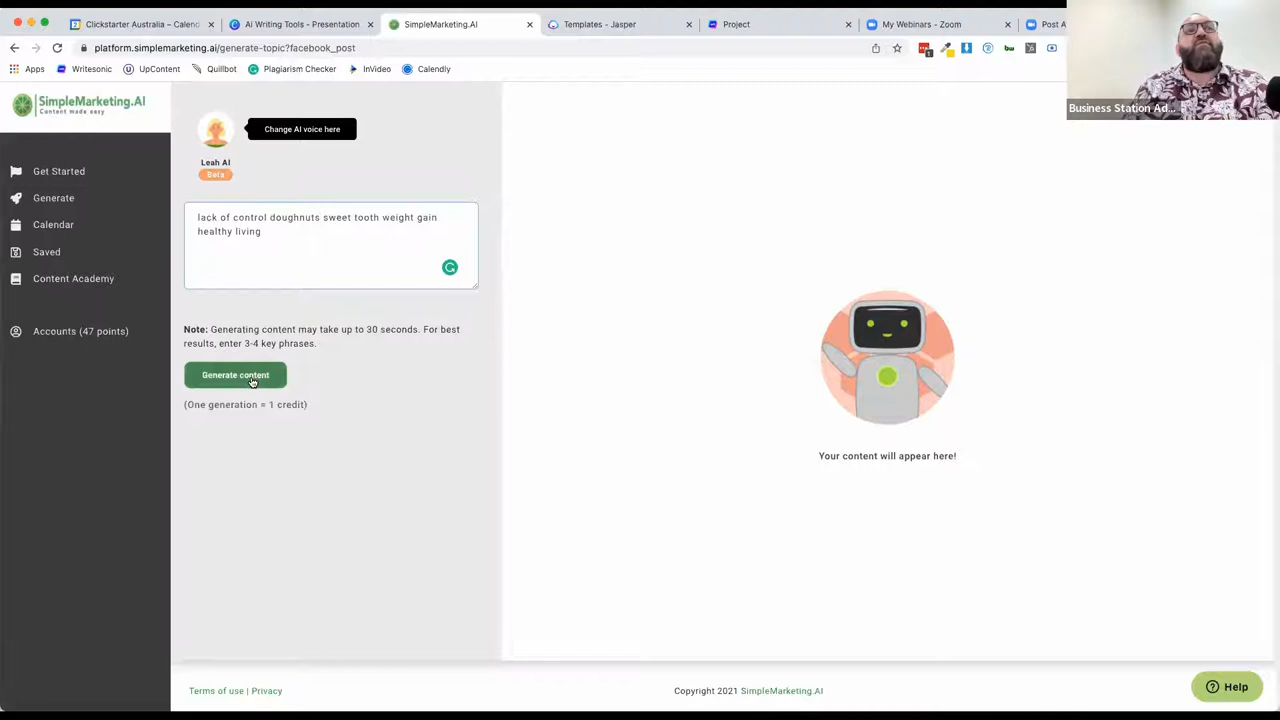 Clickstarter Australia – Calend
Ai Writing Tools - Presentation
SimpleMarketing.AI
Templates - Jasper
Project
My Webinars - Zoom
Post A
platform.simplemarketing.ai/generate-topic?facebook_post
Apps
Writesonic
UpContent
Quillbot
Plagiarism Checker
InVideo
Calendly
Business Station Ad...
SimpleMarketing.AI
Content made easy
Get Started
Generate
Calendar
Saved
Content Academy
Accounts (47 points)
Change AI voice here
Leah AI
Beta
lack of control doughnuts sweet tooth weight gain
healthy living
Note: Generating content may take up to 30 seconds. For best
results, enter 3-4 key phrases.
Generate content
(One generation = 1 credit)
Your content will appear here!
Terms of use | Privacy
Copyright 2021 SimpleMarketing.AI
Help